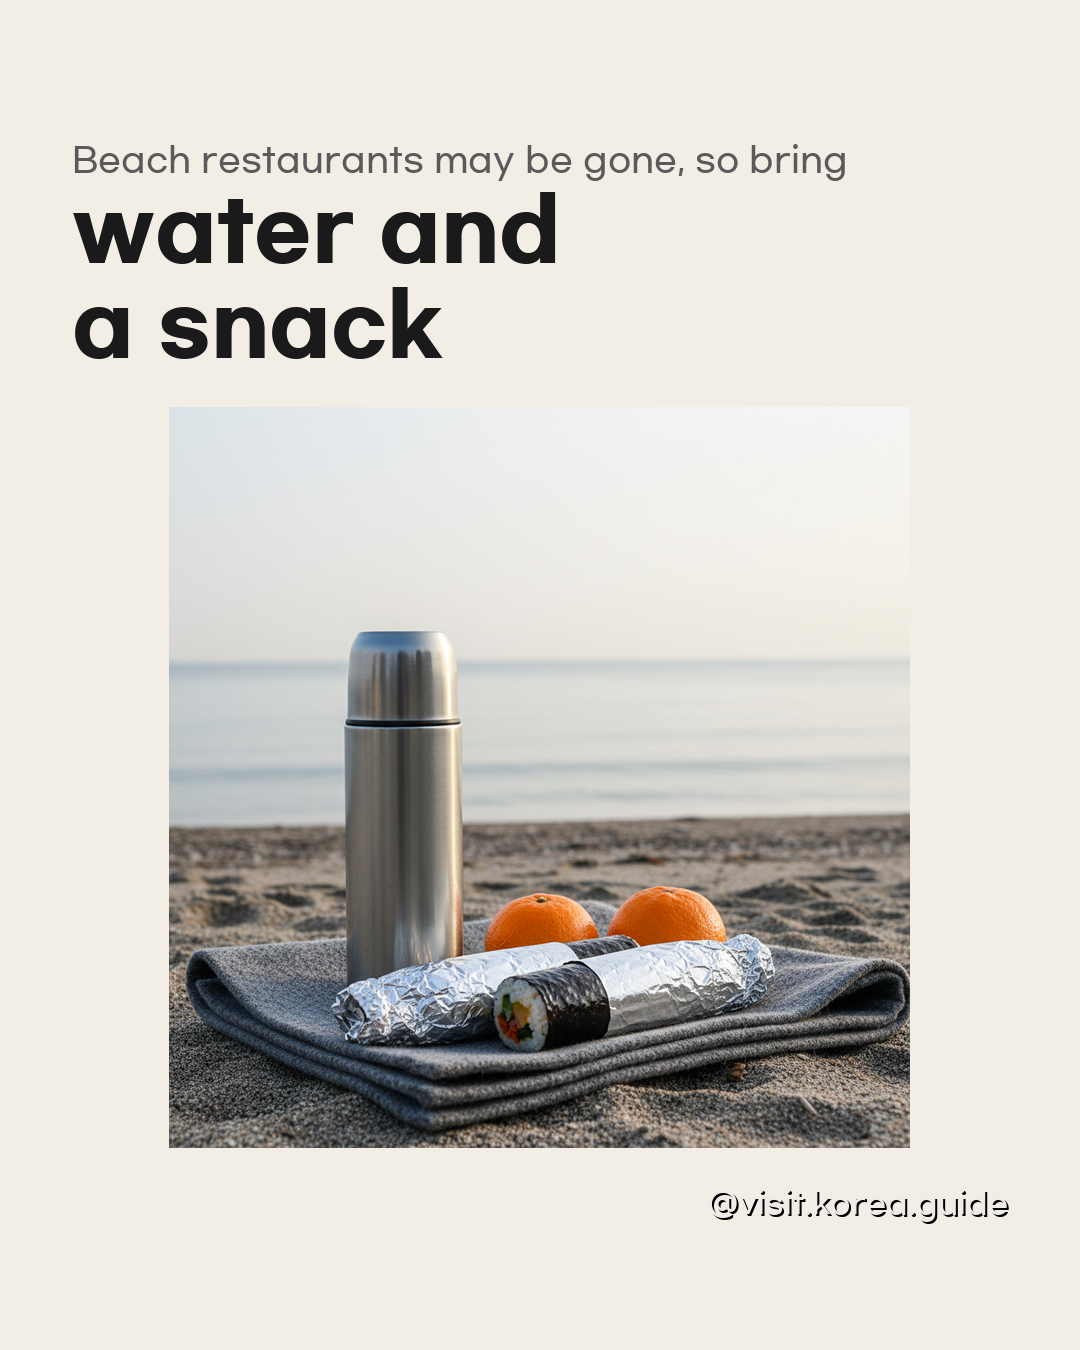 Beach restaurants may be gone, so bring
water and
a snack
@visit.korea.guide